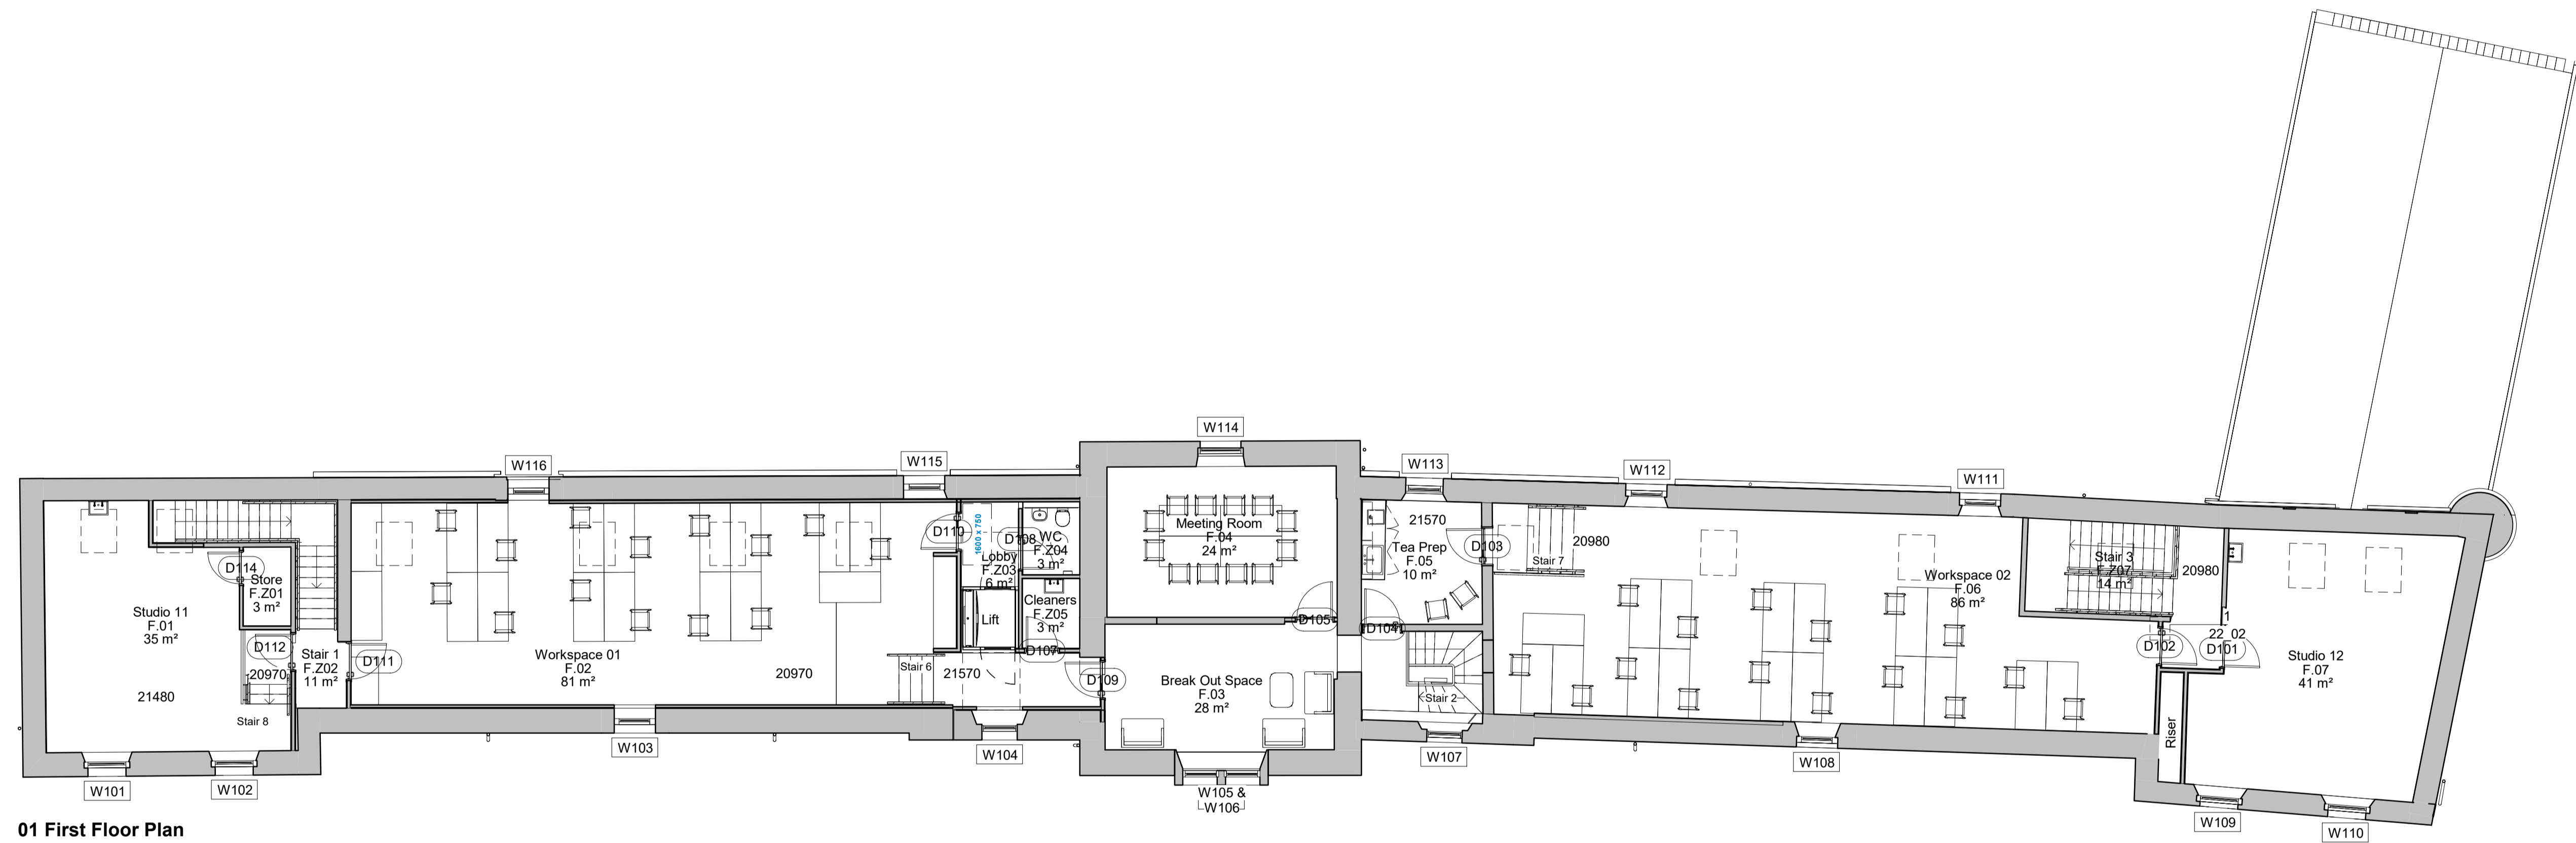 W114
W116
W115
W113
W112
W111
D110
1600 x 750
D108
WC
F.Z04
3 m²
Lobby
F.Z03
6 m²
Meeting Room
F.04
24 m²
21570
Tea Prep
F.05
10 m²
D103
20980
Stair 7
Stair 3
F.Z07
14 m²
20980
Workspace 02
F.06
86 m²
D114
Store
F.Z01
3 m²
Studio 11
F.01
35 m²
Cleaners
F.Z05
3 m²
Lift
D105
D104
1
22_02
D102
D101
D112
Stair 1
F.Z02
11 m²
D111
D107
Workspace 01
F.02
81 m²
20970
20970
Stair 6
21570
D109
Break Out Space
F.03
28 m²
Studio 12
F.07
41 m²
21480
Stair 8
Stair 2
Riser
W103
W104
W107
W108
W101
W102
W105 &
W106
W109
W110
01 First Floor Plan